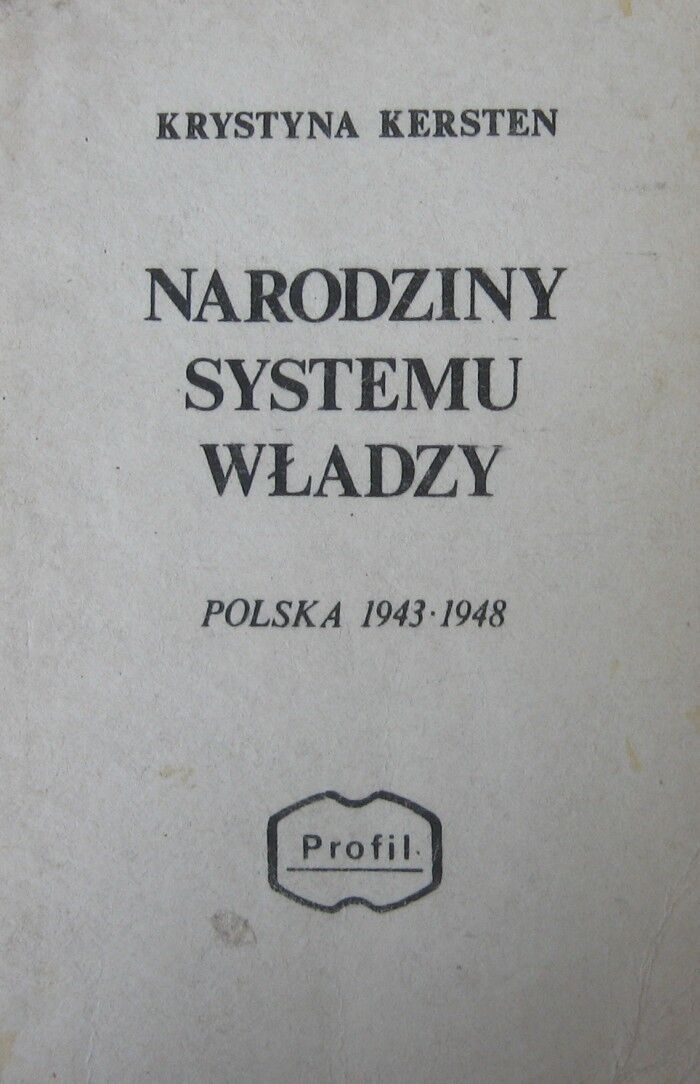 KRYSTYNA KERSTEN
NARODZINY
SYSTEMU
WŁADZY
POLSKA 1943·1948
Profil·